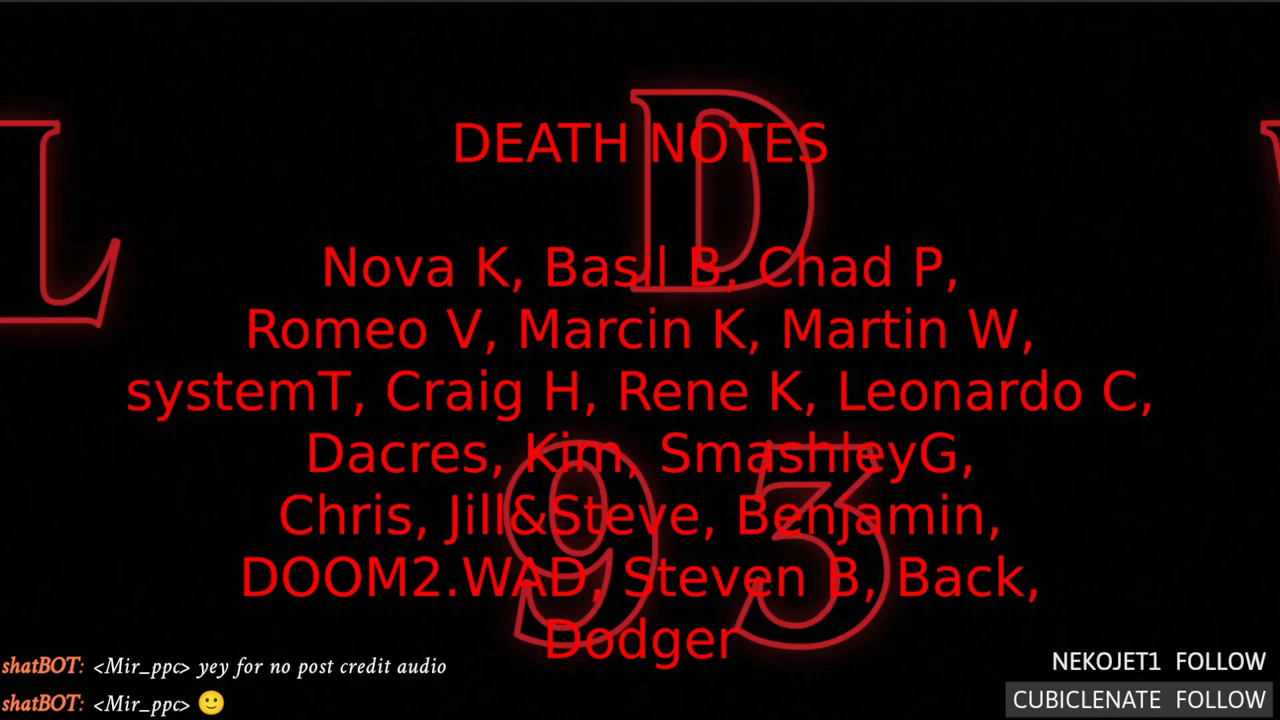 L D
DEATH NOTES
Nova K, Basil B, Chad P,
Romeo V, Marcin K, Martin W,
systemT, Craig H, Rene K, Leonardo C,
Dacres, Kim, SmashleyG,
Chris, Jill&Steve, Benjamin,
DOOM2.WAD, Steven B, Back,
Dodger
93
shatBOT: <Mir_ppc> yey for no post credit audio
shatBOT: <Mir_ppc> 🙂
NEKOJET1 FOLLOW
CUBICLENATE FOLLOW